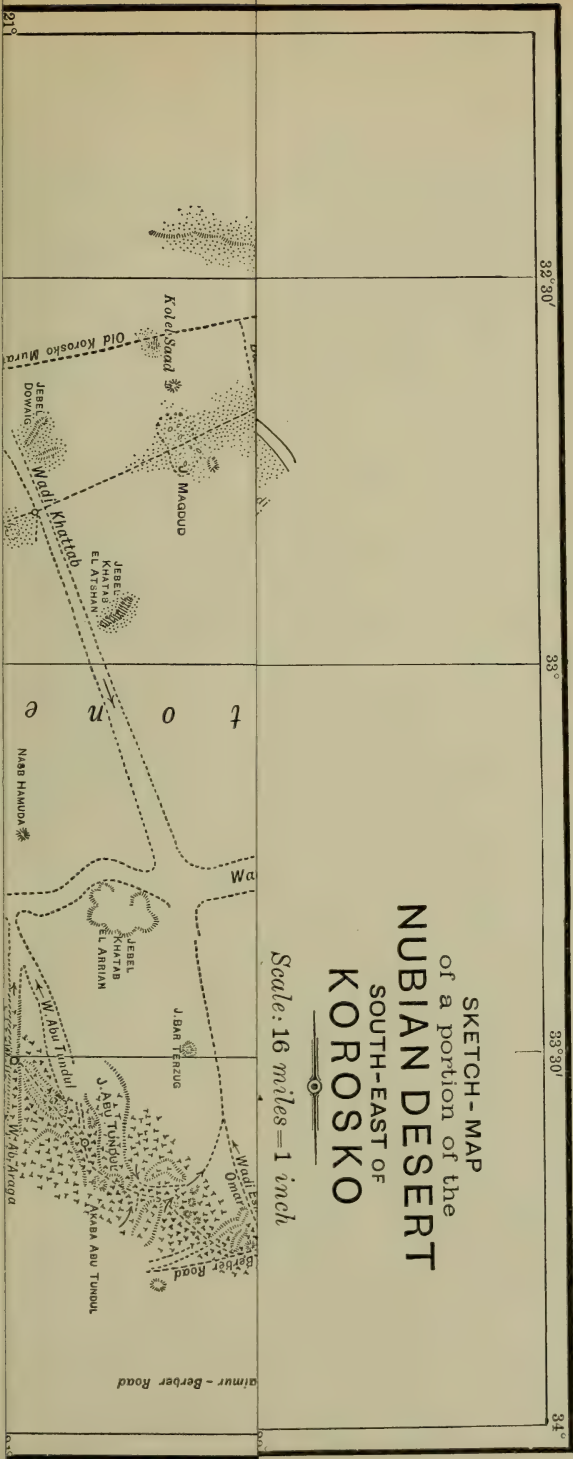 SKETCH-MAP
of a portion of the
NUBIAN DESERT
SOUTH-EAST OF
KOROSKO
Scale: 16 miles=1 inch
32°30'
33°
33°30'
34°
21°
Kolel Saad
Old Korosko Mura
J. MAGDUD
di
JEBEL
DOWAIG
Wadi Khattab
JEBEL
KHATAB
EL ATSHAN
t
o
n
e
NABB HAMUDA
Wa
JEBEL
KHATAB
EL ARRIAN
J. BAR TERZUG
W. Abu Tundul
J. ABU TUNDUL
AKABA ABU TUNDUL
W. Abu Araga
Wadi
Omar
Berber
Road
aimur - Berber Road